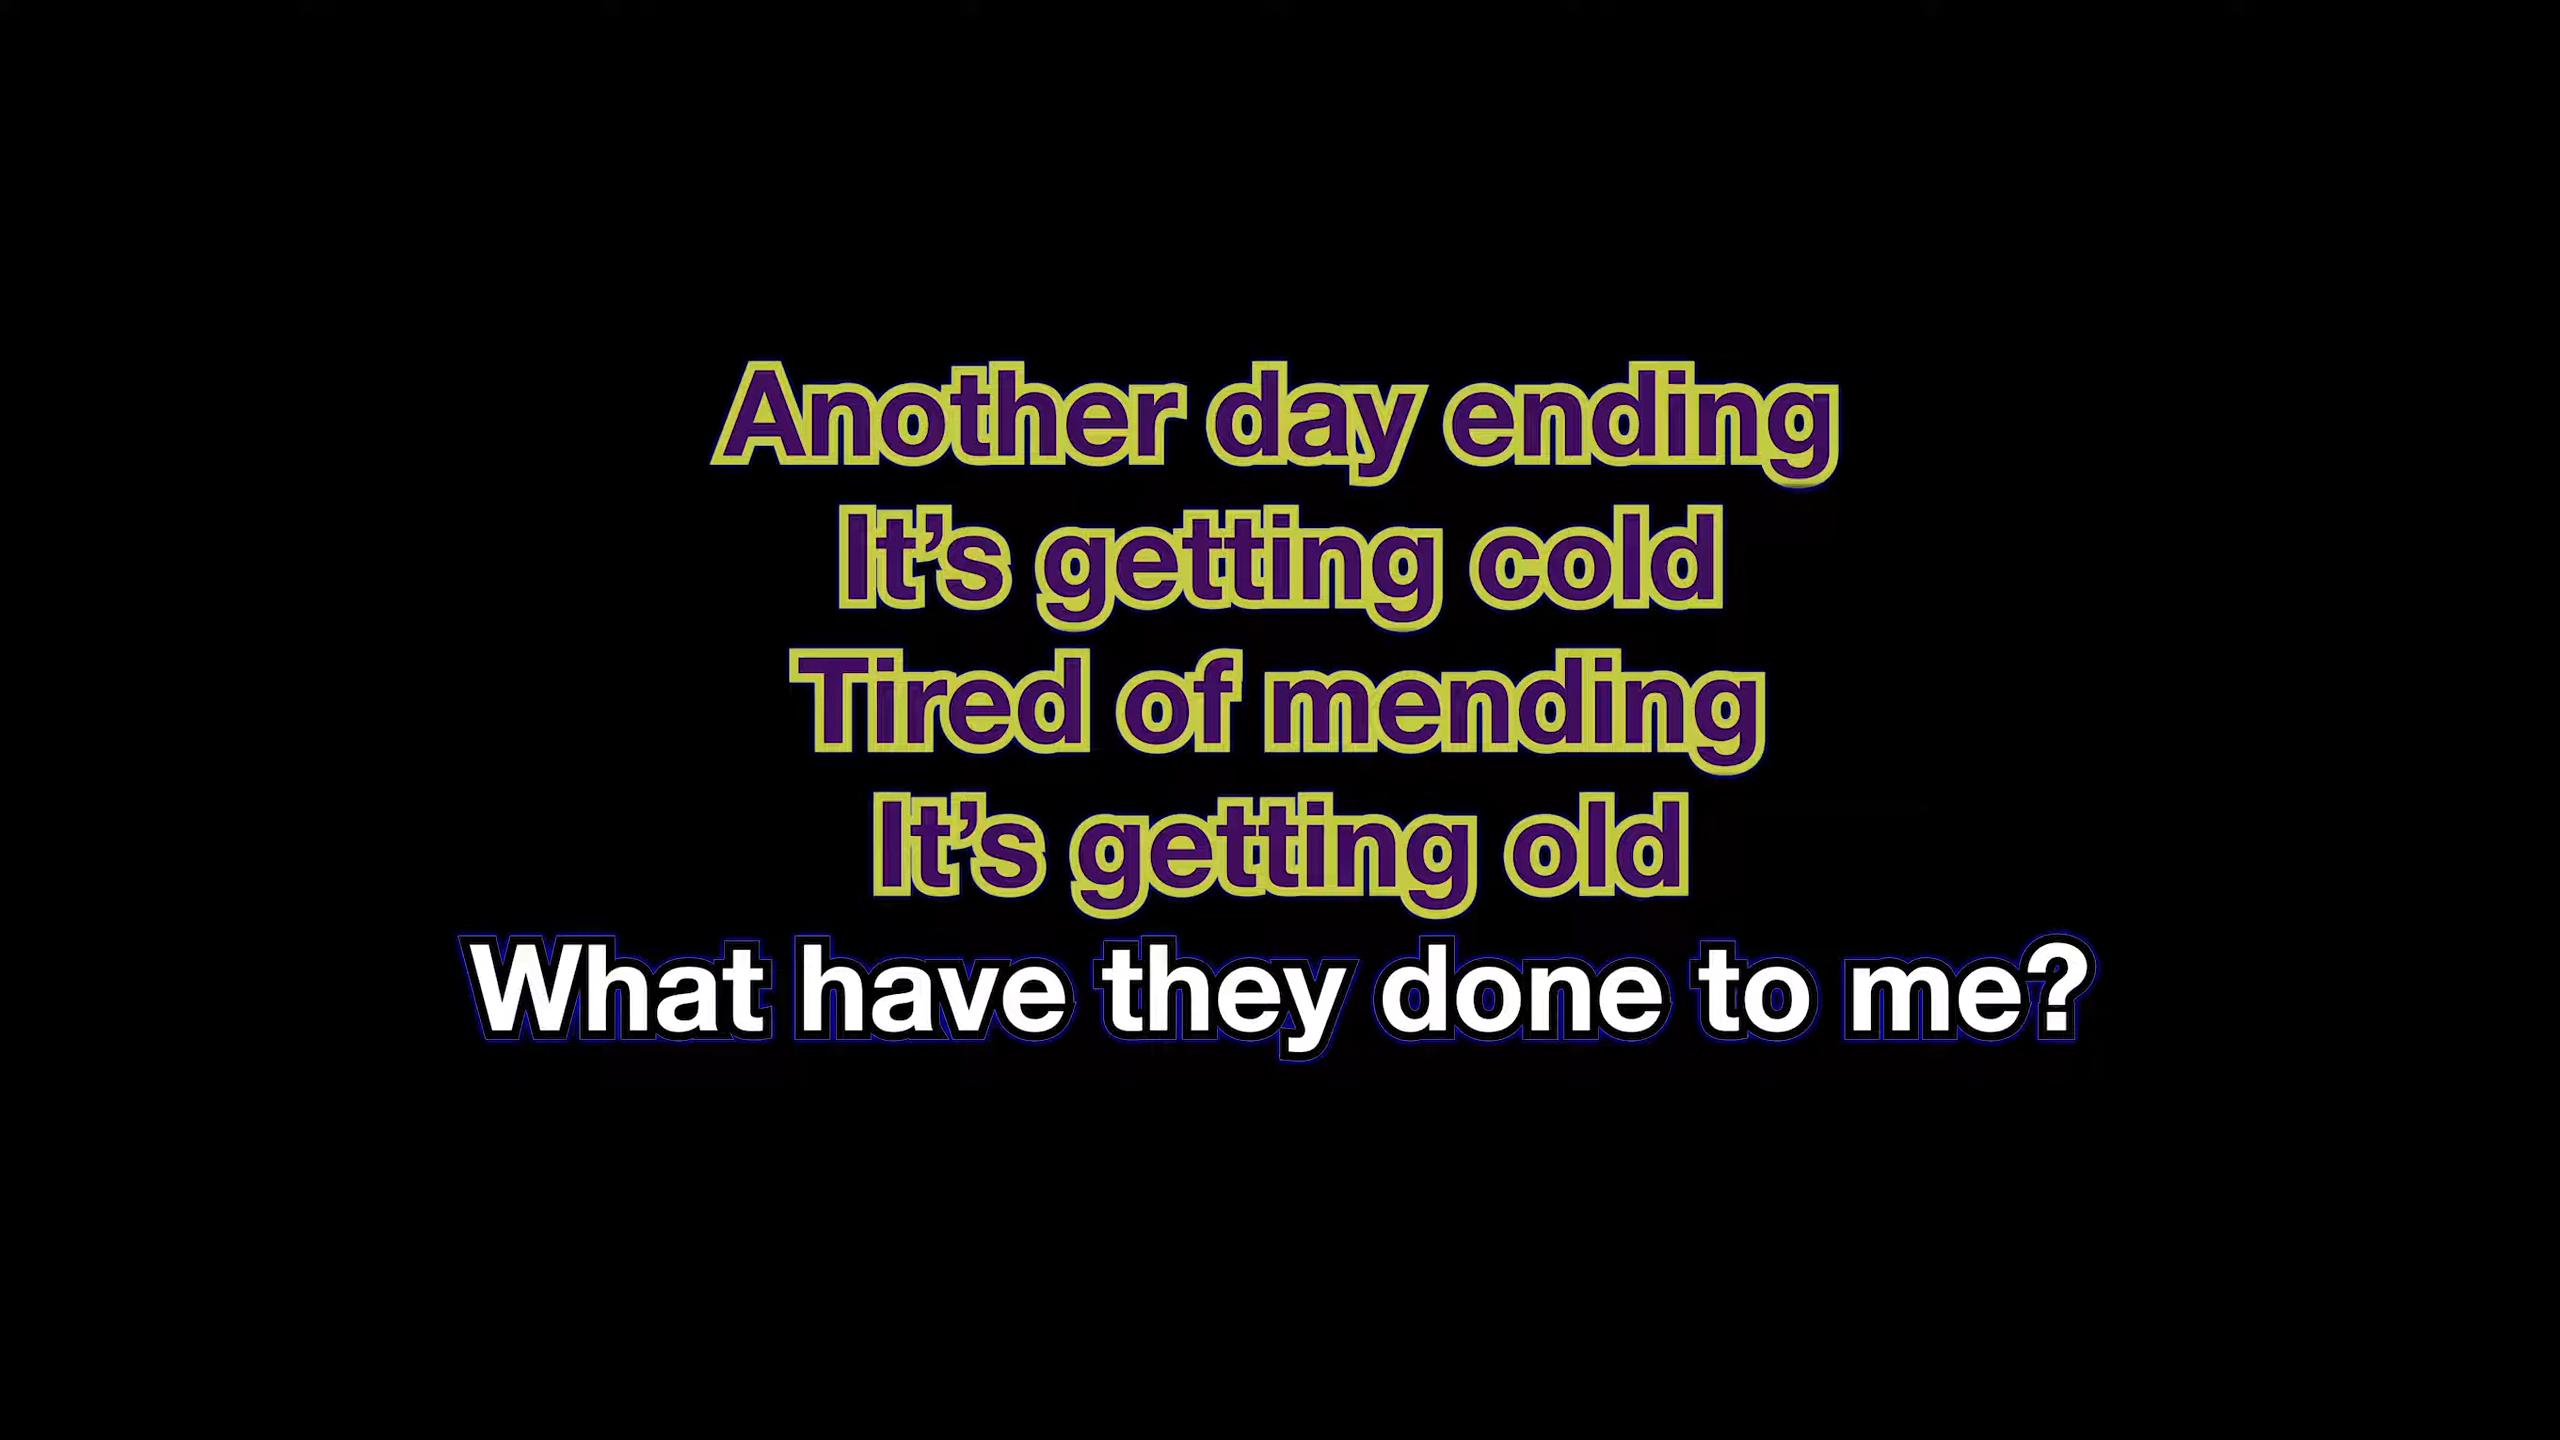 Another day ending
It’s getting cold
Tired of mending
It’s getting old
What have they done to me?